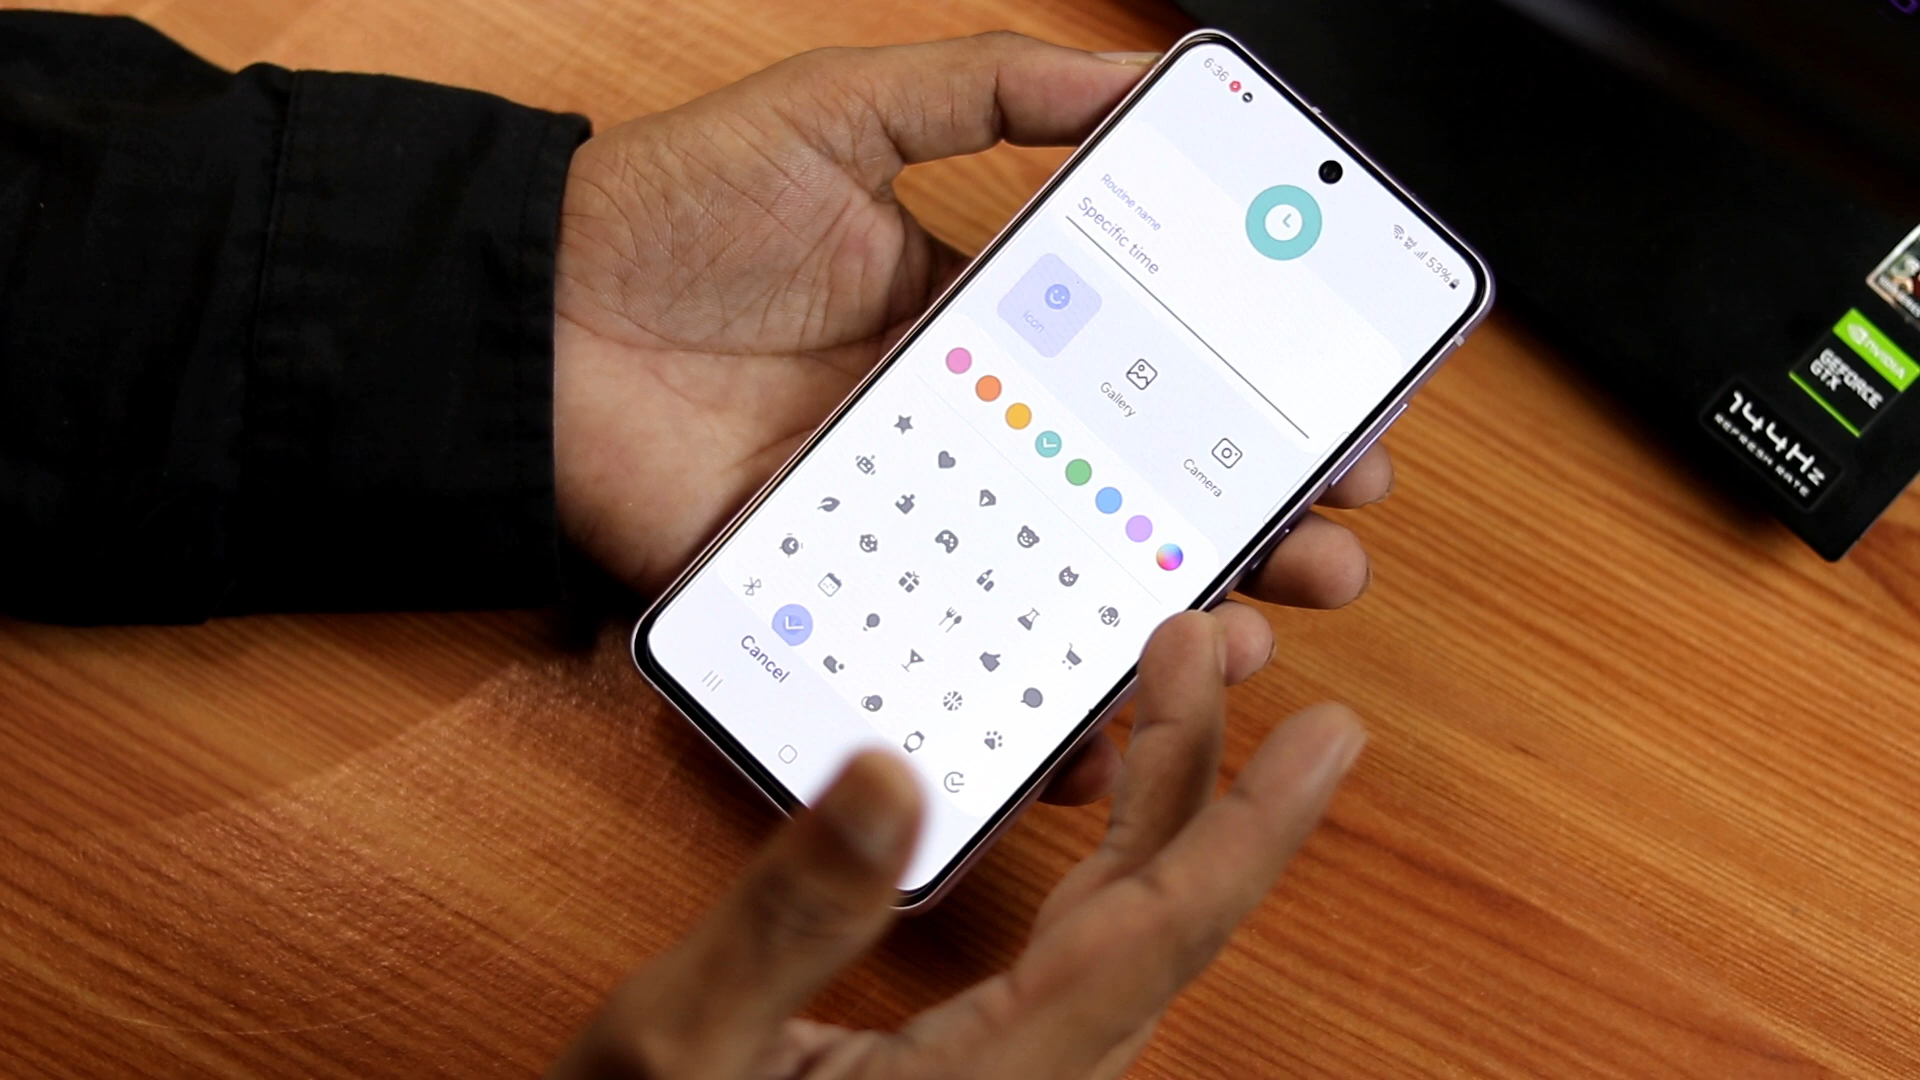 6:36
53%
Routine name
Specific time
Icon
Gallery
Camera
Cancel
NVIDIA
GEFORCE
GTX
144Hz
REFRESH RATE